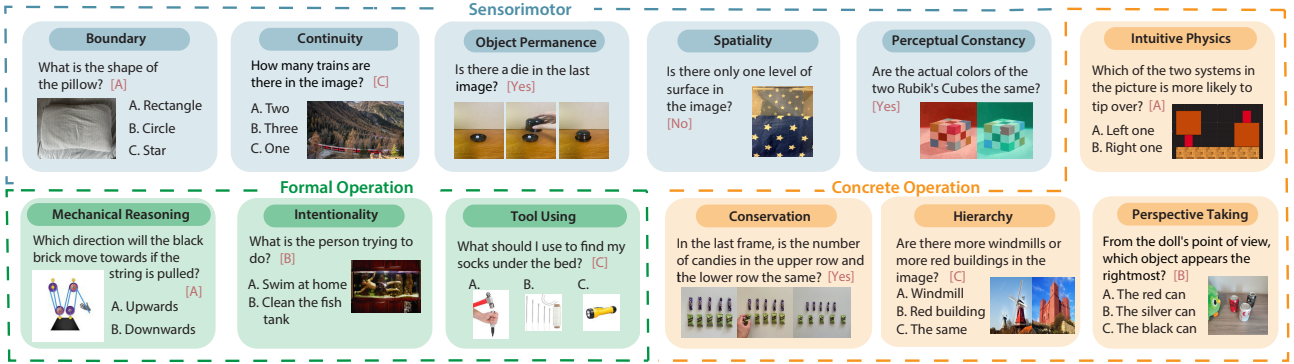 Sensorimotor
Boundary
What is the shape of
the pillow? [A]
A. Rectangle
B. Circle
C. Star
Continuity
How many trains are
there in the image? [C]
A. Two
B. Three
C. One
Object Permanence
Is there a die in the last
image? [Yes]
Spatiality
Is there only one level of
surface in
the image?
[No]
Perceptual Constancy
Are the actual colors of the
two Rubik's Cubes the same?
[Yes]
Intuitive Physics
Which of the two systems in
the picture is more likely to
tip over? [A]
A. Left one
B. Right one
Formal Operation
Mechanical Reasoning
Which direction will the black
brick move towards if the
string is pulled?
[A]
A. Upwards
B. Downwards
Intentionality
What is the person trying to
do? [B]
A. Swim at home
B. Clean the fish
tank
Tool Using
What should I use to find my
socks under the bed? [C]
A. B. C.
Concrete Operation
Conservation
In the last frame, is the number
of candies in the upper row and
the lower row the same? [Yes]
Hierarchy
Are there more windmills or
more red buildings in the
image? [C]
A. Windmill
B. Red building
C. The same
Perspective Taking
From the doll's point of view,
which object appears the
rightmost? [B]
A. The red can
B. The silver can
C. The black can